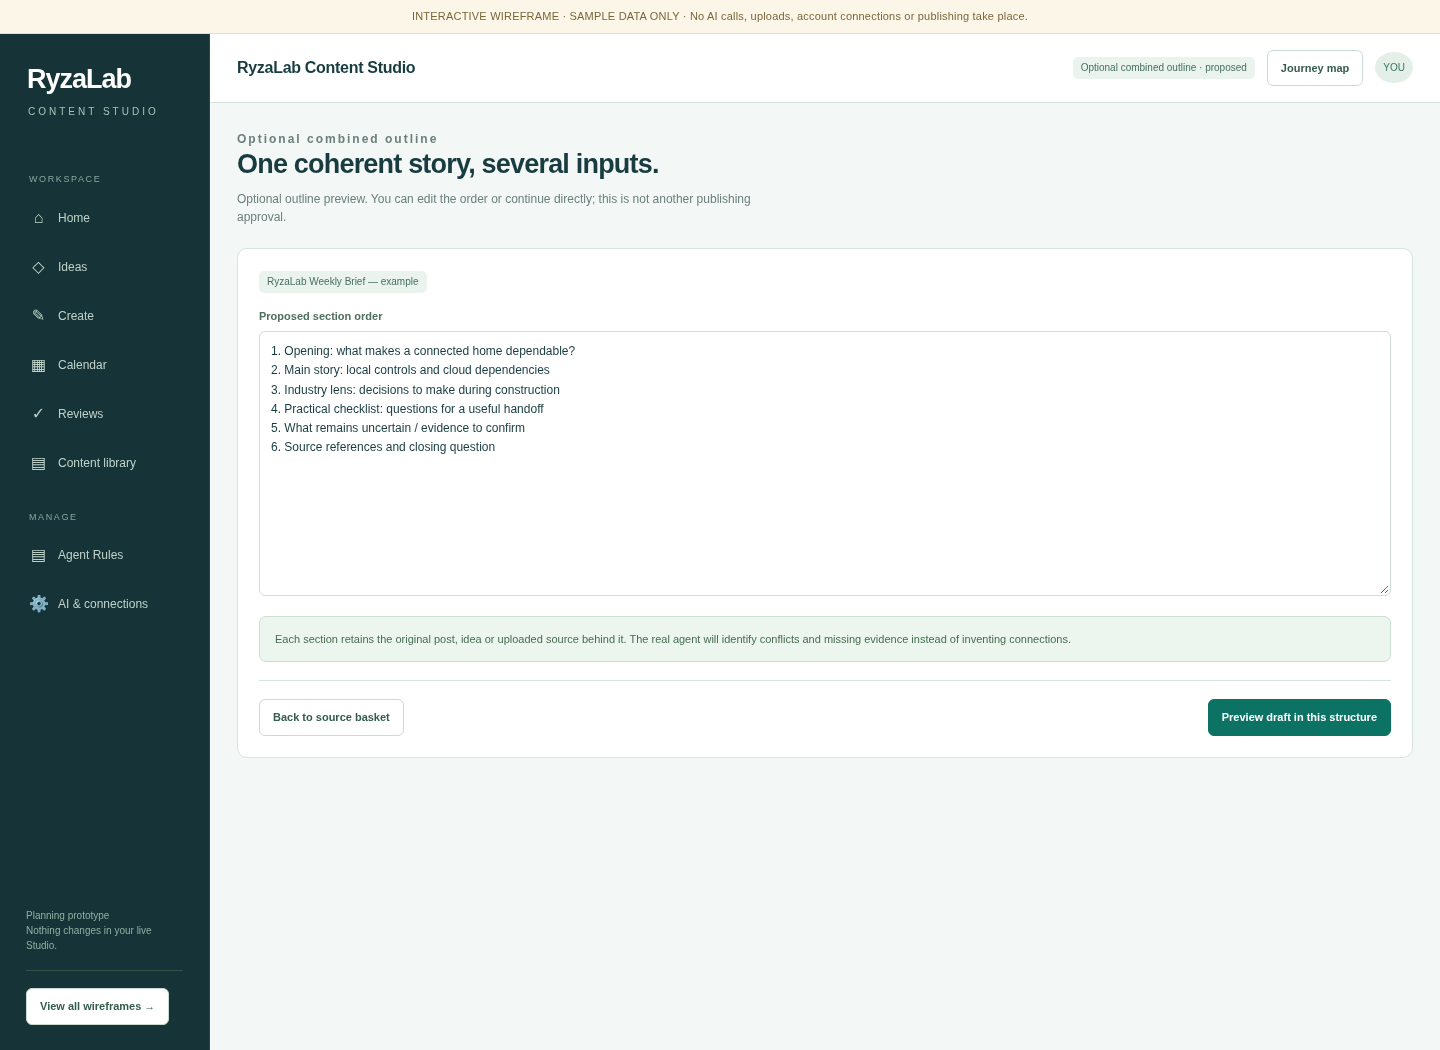 INTERACTIVE WIREFRAME · SAMPLE DATA ONLY · No AI calls, uploads, account connections or publishing take place.
RyzaLab
CONTENT STUDIO
WORKSPACE
Home
Ideas
Create
Calendar
Reviews
Content library
MANAGE
Agent Rules
AI & connections
Planning prototype
Nothing changes in your live
Studio.
View all wireframes →
RyzaLab Content Studio
Optional combined outline · proposed
Journey map
YOU
Optional combined outline
One coherent story, several inputs.
Optional outline preview. You can edit the order or continue directly; this is not another publishing
approval.
RyzaLab Weekly Brief — example
Proposed section order
1. Opening: what makes a connected home dependable?
2. Main story: local controls and cloud dependencies
3. Industry lens: decisions to make during construction
4. Practical checklist: questions for a useful handoff
5. What remains uncertain / evidence to confirm
6. Source references and closing question
Each section retains the original post, idea or uploaded source behind it. The real agent will identify conflicts and missing evidence instead of inventing connections.
Back to source basket
Preview draft in this structure